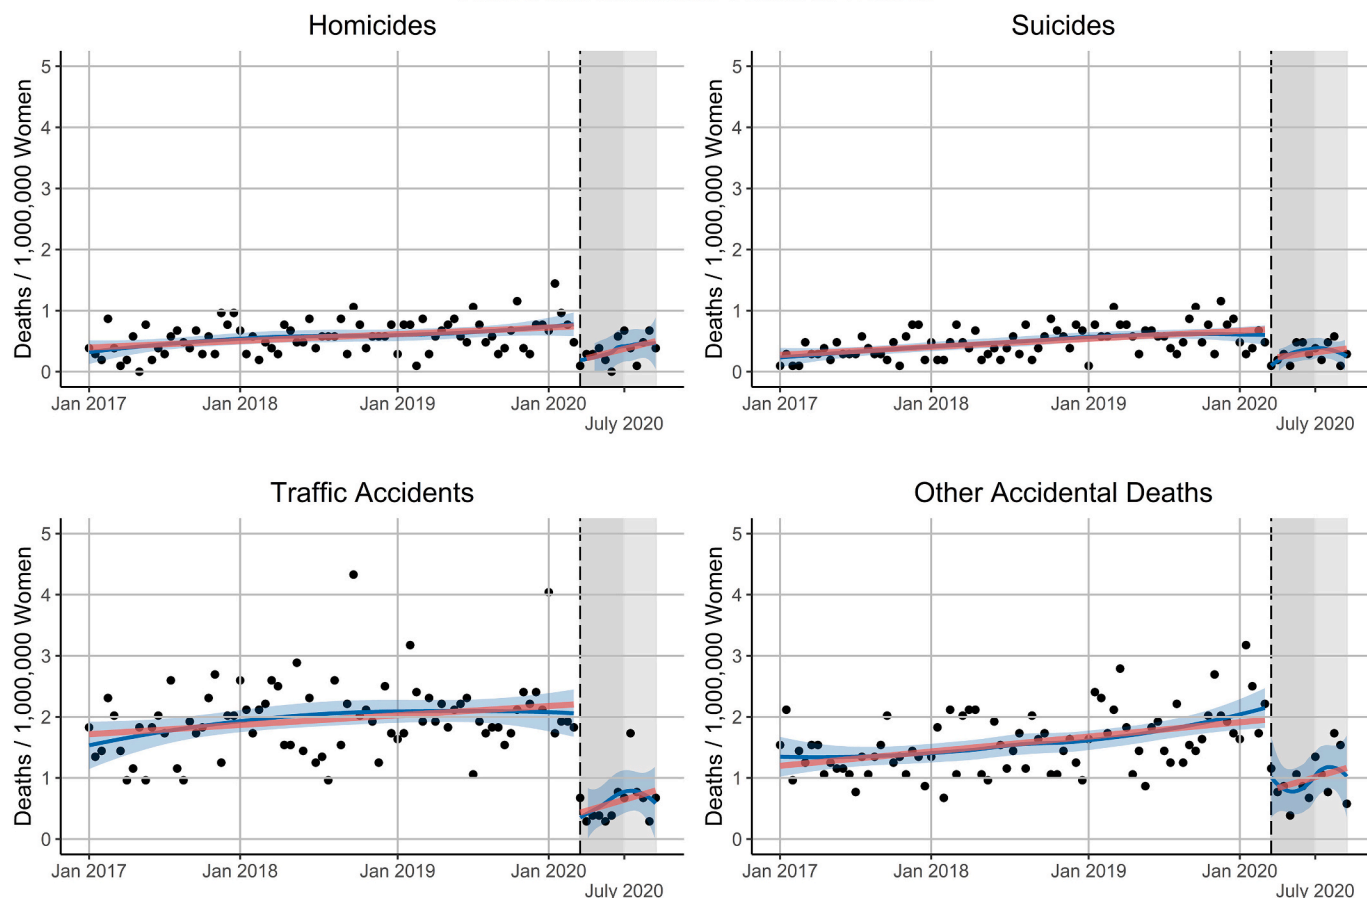 Homicides
Suicides
Deaths / 1,000,000 Women
5
4
3
2
1
0
Jan 2017
Jan 2018
Jan 2019
Jan 2020
July 2020
Deaths / 1,000,000 Women
5
4
3
2
1
0
Jan 2017
Jan 2018
Jan 2019
Jan 2020
July 2020
Traffic Accidents
Other Accidental Deaths
Deaths / 1,000,000 Women
5
4
3
2
1
0
Jan 2017
Jan 2018
Jan 2019
Jan 2020
July 2020
Deaths / 1,000,000 Women
5
4
3
2
1
0
Jan 2017
Jan 2018
Jan 2019
Jan 2020
July 2020